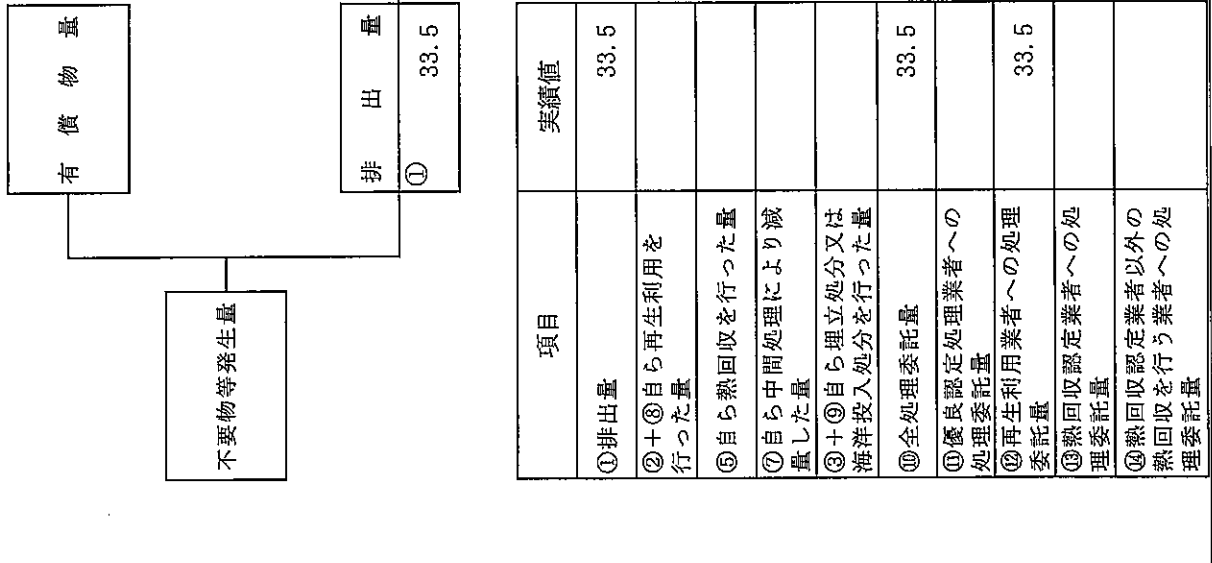 有償物量
不要物等発生量
排出量
① 33.5
項目 実績値
①排出量 33.5
②+⑧自ら再生利用を
行った量
⑤自ら熱回収を行った量
⑦自ら中間処理により減
量した量
③+⑨自ら埋立処分又は
海洋投入処分を行った量
⑩全処理委託量 33.5
⑪優良認定処理業者への
処理委託量
⑫再生利用業者への処理
委託量 33.5
⑬熱回収認定業者への処
理委託量
⑭熱回収認定業者以外の
熱回収を行う業者への処
理委託量